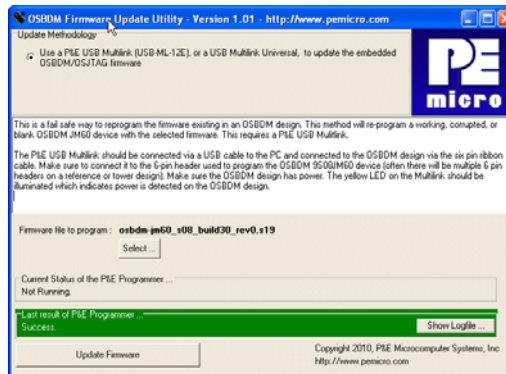 OSBDM Firmware Update Utility - Version 1.01 - http://www.pemicro.com
Update Methodology
Use a P&E USB Multilink (USB-ML-12E), or a USB Multilink Universal, to update the embedded
OSBDM/OSJTAG firmware
PE
micro
This is a fail safe way to reprogram the firmware existing in an OSBDM design. This method will re-program a working, corrupted, or
blank OSBDM JM60 device with the selected firmware. This requires a P&E USB Multilink.
The P&E USB Multilink should be connected via a USB cable to the PC and connected to the OSBDM design via the six pin ribbon
cable. Make sure to connect it to the 6-pin header used to program the OSBDM 9S08JM60 device (often there will be multiple 6 pin
headers on a reference or tower design). Make sure the OSBDM design has power. The yellow LED on the Multilink should be
illuminated which indicates power is detected on the OSBDM design.
Firmware file to program : osbdm-jm60_s08_build30_rev0.s19
Select ...
Current Status of the P&E Programmer ...
Not Running.
Last result of P&E Programmer ...
Success.
Show Logfile ...
Update Firmware
Copyright 2010, P&E Microcomputer Systems, Inc
http://www.pemicro.com